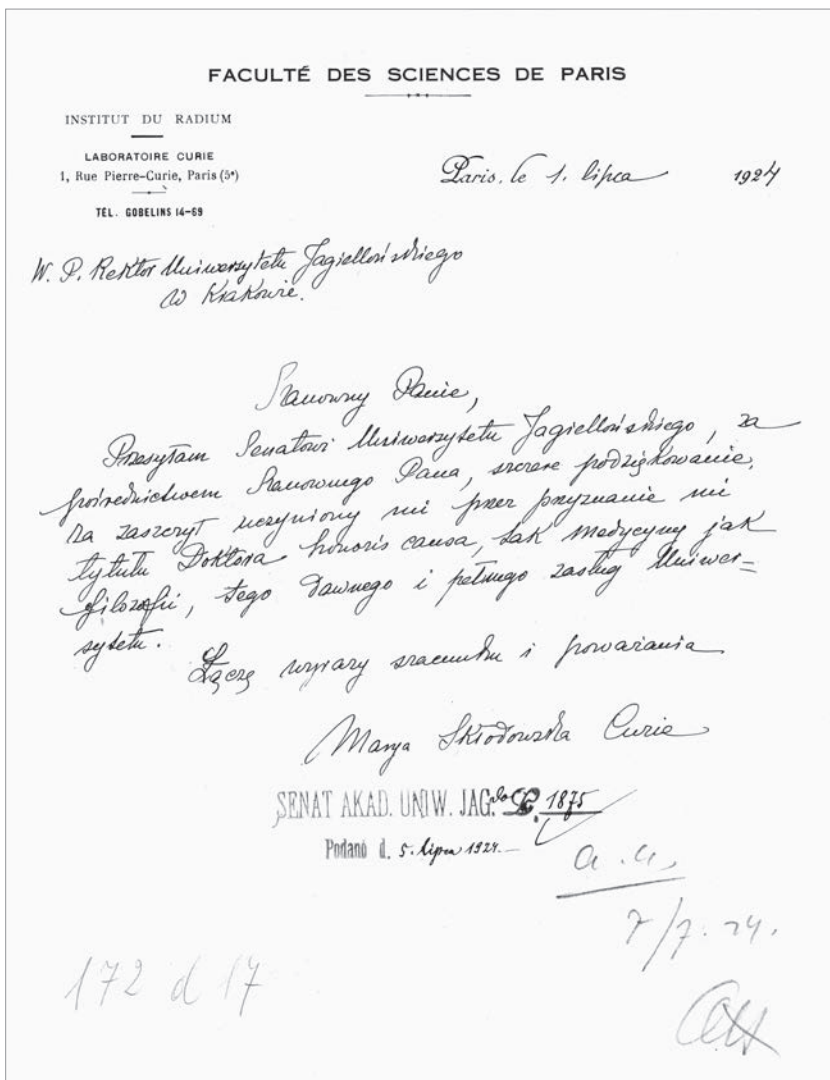 FACULTÉ DES SCIENCES DE PARIS
INSTITUT DU RADIUM
LABORATOIRE CURIE
1, Rue Pierre-Curie, Paris (5e)
TÉL. GOBELINS 14-69
Paris, le 1. lipca 1924
W. P. Rektor Uniwersytetu Jagiellońskiego
w Krakowie.
Szanowny Panie,
Przesyłam Senatowi Uniwersytetu Jagiellońskiego, za
pośrednictwem Szanownego Pana, szczere podziękowanie,
za zaszczyt uczyniony mi przez przyznanie mi
tytułu Doktora honoris causa, tak medycyny jak
filozofii, tego dawnego i pełnego zasług Uniwer=
sytetu.
Łączę wyrazy szacunku i poważania
Marya Skłodowska Curie
SENAT AKAD. UNIW. JAG. do L. 1875
Podano d. 5. lipca 1924.
a. a.
7/7. 24.
172 d 17